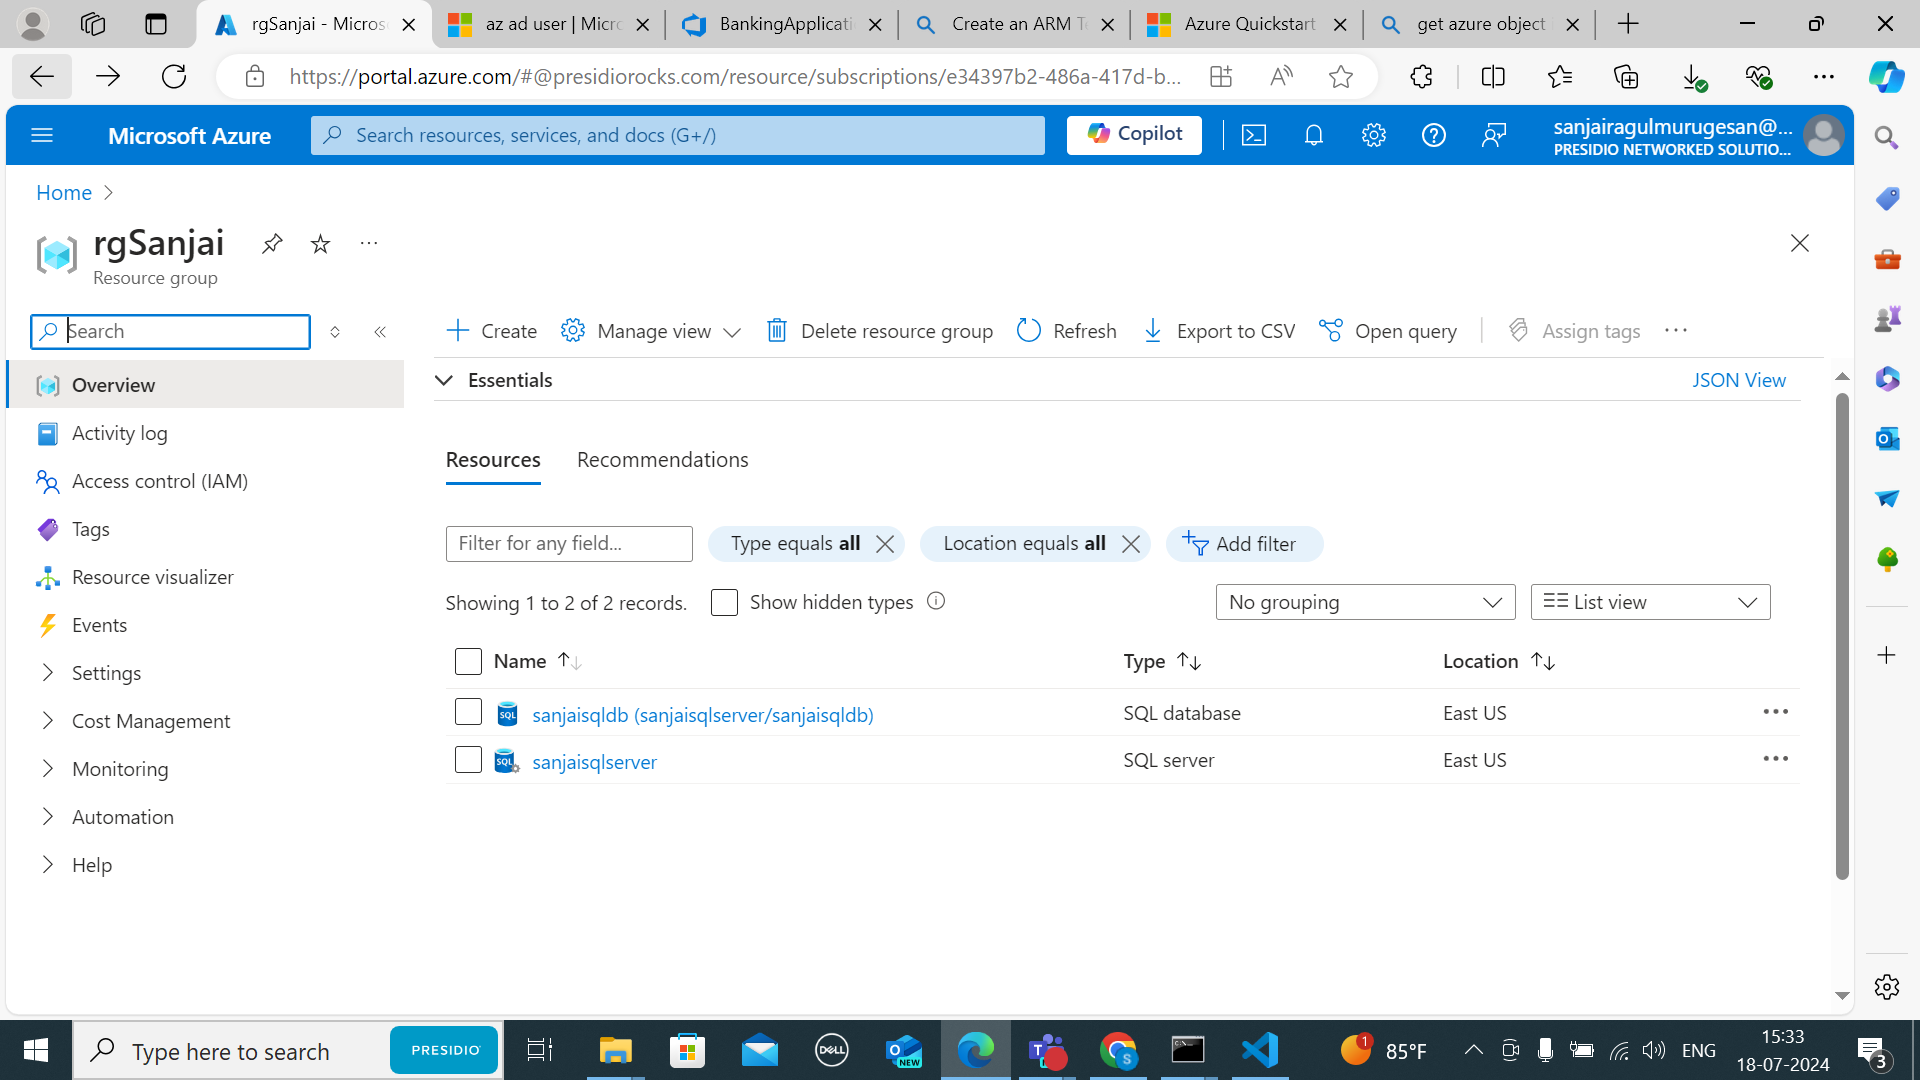 rgSanjai - Micros
az ad user | Micro
BankingApplicati
Create an ARM Te
Azure Quickstart
get azure object
https://portal.azure.com/#@presidiorocks.com/resource/subscriptions/e34397b2-486a-417d-b...
Microsoft Azure
Search resources, services, and docs (G+/)
Copilot
sanjairagulmurugesan@...
PRESIDIO NETWORKED SOLUTIO...
Home
rgSanjai
Resource group
Search
Create
Manage view
Delete resource group
Refresh
Export to CSV
Open query
Assign tags
Overview
Activity log
Access control (IAM)
Tags
Resource visualizer
Events
Settings
Cost Management
Monitoring
Automation
Help
Essentials
JSON View
Resources
Recommendations
Filter for any field...
Type equals all
Location equals all
Add filter
Showing 1 to 2 of 2 records.
Show hidden types
No grouping
List view
Name
Type
Location
sanjaisqldb (sanjaisqlserver/sanjaisqldb)
SQL database
East US
sanjaisqlserver
SQL server
East US
Type here to search
PRESIDIO
DELL
NEW
S
1
85°F
ENG
15:33
18-07-2024
3